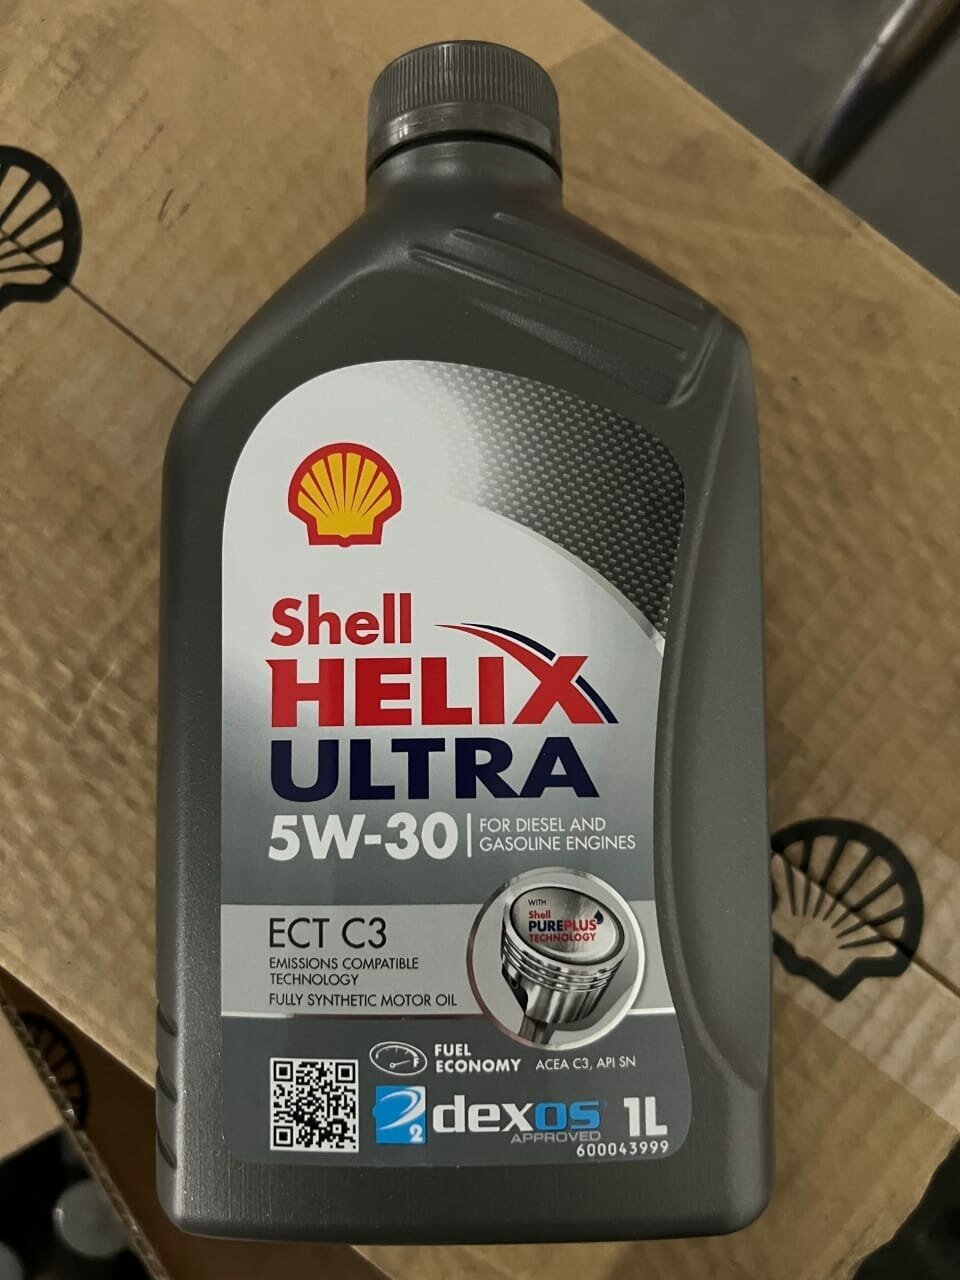 Shell
HELIX
ULTRA
5W-30
FOR DIESEL AND
GASOLINE ENGINES
WITH
Shell
PUREPLUS
TECHNOLOGY
ECT C3
EMISSIONS COMPATIBLE
TECHNOLOGY
FULLY SYNTHETIC MOTOR OIL
FUEL
ECONOMY
ACEA C3, API SN
2
dexos
APPROVED
1L
600043999